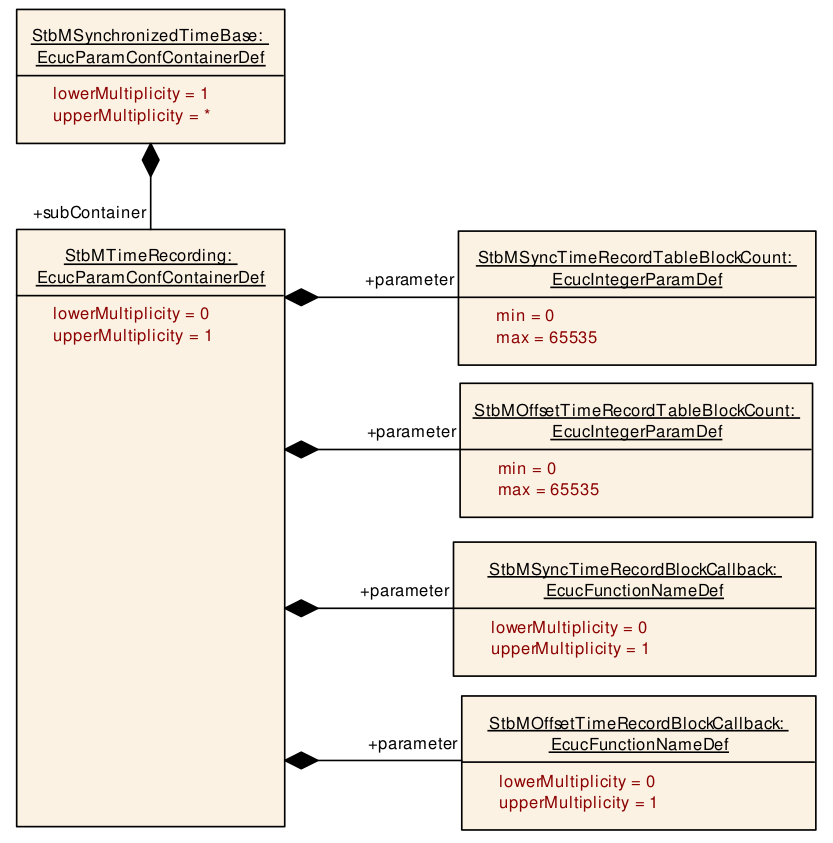 StbMSynchronizedTimeBase:
EcucParamConfContainerDef
lowerMultiplicity = 1
upperMultiplicity = *
+subContainer
StbMTimeRecording:
EcucParamConfContainerDef
lowerMultiplicity = 0
upperMultiplicity = 1
+parameter
StbMSyncTimeRecordTableBlockCount:
EcucIntegerParamDef
min = 0
max = 65535
+parameter
StbMOffsetTimeRecordTableBlockCount:
EcucIntegerParamDef
min = 0
max = 65535
+parameter
StbMSyncTimeRecordBlockCallback:
EcucFunctionNameDef
lowerMultiplicity = 0
upperMultiplicity = 1
+parameter
StbMOffsetTimeRecordBlockCallback:
EcucFunctionNameDef
lowerMultiplicity = 0
upperMultiplicity = 1